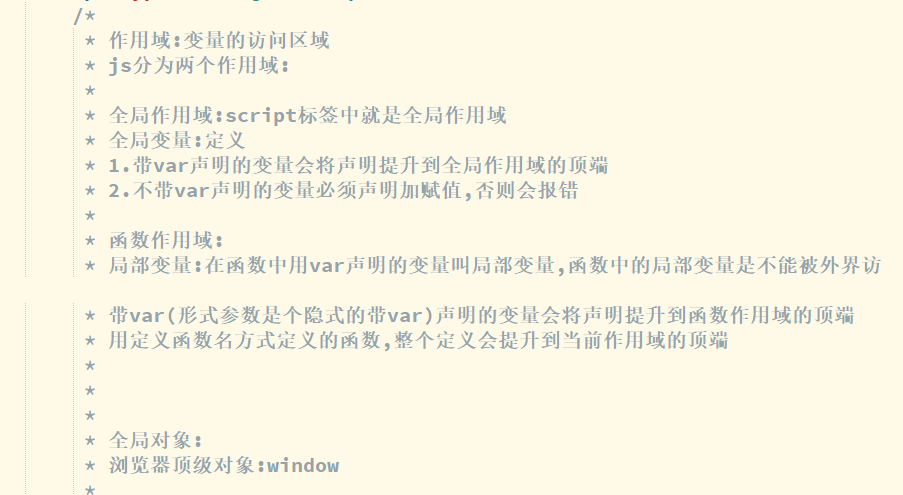 /*
* 作用域:变量的访问区域
* js分为两个作用域:
*
* 全局作用域:script标签中就是全局作用域
* 全局变量:定义
* 1.带var声明的变量会将声明提升到全局作用域的顶端
* 2.不带var声明的变量必须声明加赋值,否则会报错
*
* 函数作用域:
* 局部变量:在函数中用var声明的变量叫局部变量,函数中的局部变量是不能被外界访
* 带var(形式参数是个隐式的带var)声明的变量会将声明提升到函数作用域的顶端
* 用定义函数名方式定义的函数,整个定义会提升到当前作用域的顶端
*
*
*
* 全局对象:
* 浏览器顶级对象:window
*